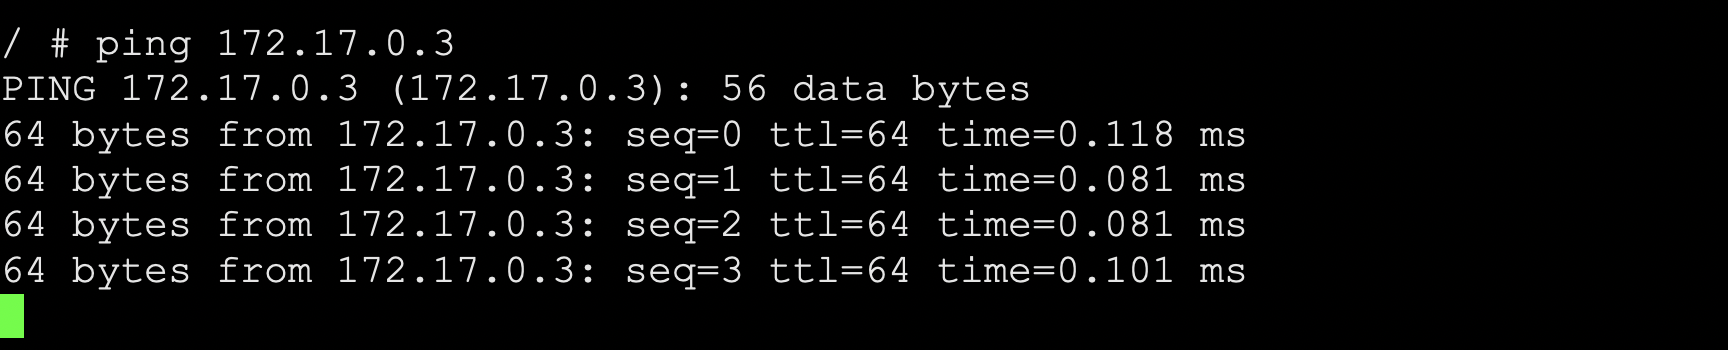 / # ping 172.17.0.3
PING 172.17.0.3 (172.17.0.3): 56 data bytes
64 bytes from 172.17.0.3: seq=0 ttl=64 time=0.118 ms
64 bytes from 172.17.0.3: seq=1 ttl=64 time=0.081 ms
64 bytes from 172.17.0.3: seq=2 ttl=64 time=0.081 ms
64 bytes from 172.17.0.3: seq=3 ttl=64 time=0.101 ms